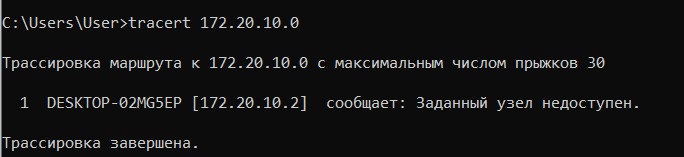 C:\Users\User>tracert 172.20.10.0
Трассировка маршрута к 172.20.10.0 с максимальным числом прыжков 30
1 DESKTOP-02MG5EP [172.20.10.2] сообщает: Заданный узел недоступен.
Трассировка завершена.